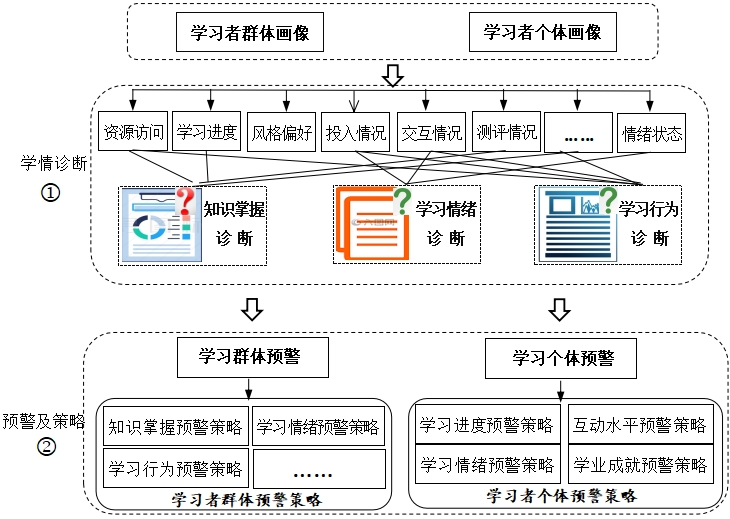 学习者群体画像
学习者个体画像
资源访问
学习进度
风格偏好
投入情况
交互情况
测评情况
……
情绪状态
学情诊断
①
知识掌握
诊 断
学习情绪
诊 断
学习行为
诊 断
学习群体预警
学习个体预警
预警及策略
②
知识掌握预警策略
学习情绪预警策略
学习行为预警策略
……
学习者群体预警策略
学习进度预警策略
互动水平预警策略
学习情绪预警策略
学业成就预警策略
学习者个体预警策略